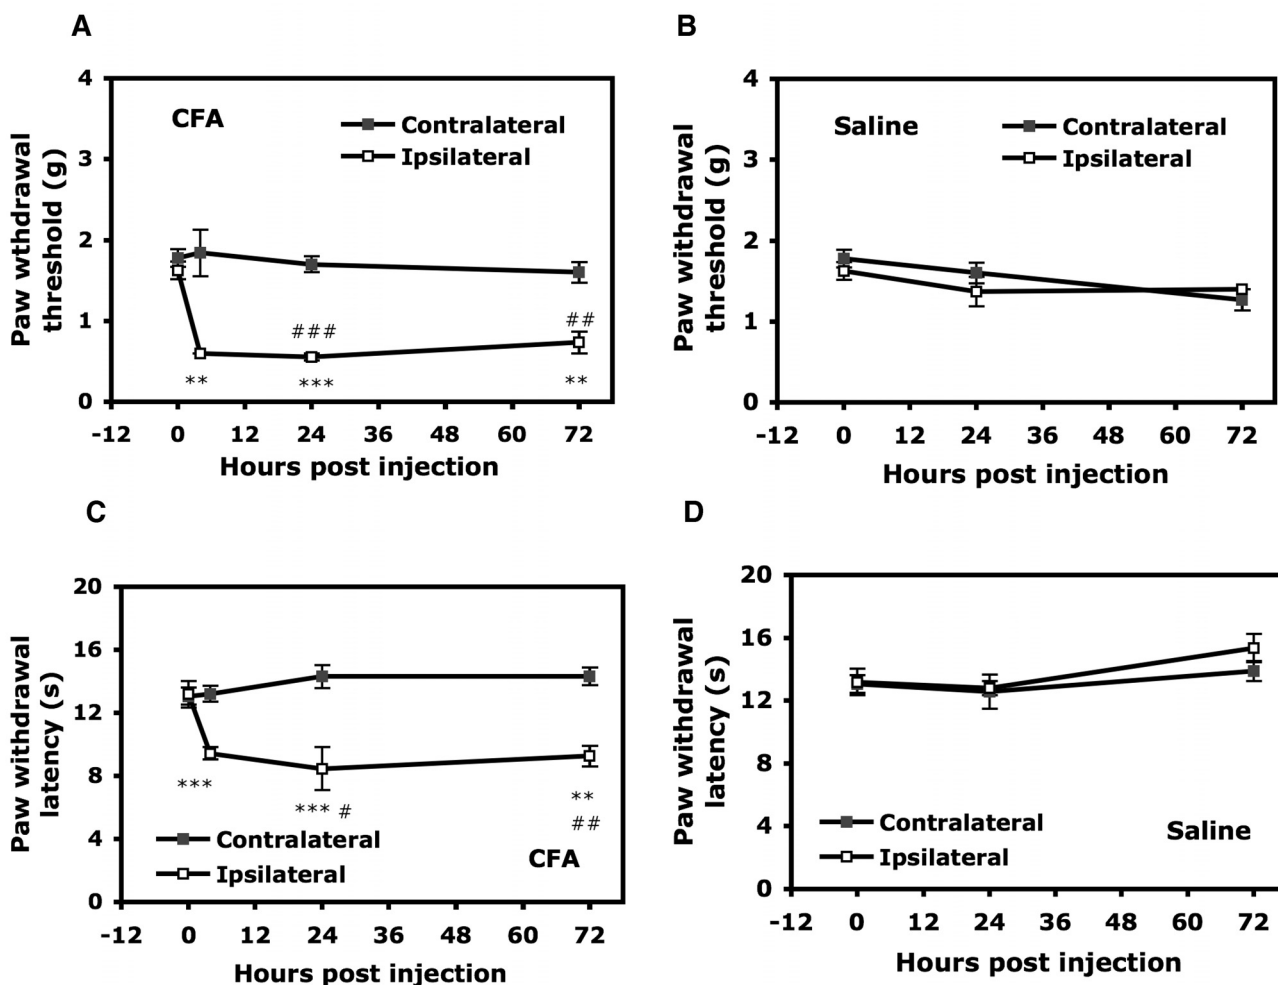 A
4
3
2
1
0
Paw wthdrawal
threshold (g)
CFA
Contralateral
Ipsilateral
###
##
**
***
**
-12 0 12 24 36 48 60 72
Hours post injection
B
4
3
2
1
0
Paw withdrawal
threshold (g)
Saline
Contralateral
Ipsilateral
-12 0 12 24 36 48 60 72
Hours post injection
C
20
16
12
8
4
0
Paw withdrawal
latency (s)
***
*** #
**
##
Contralateral
Ipsilateral
CFA
-12 0 12 24 36 48 60 72
Hours post injection
D
20
16
12
8
4
0
Paw withdrawal
latency (s)
Contralateral
Ipsilateral
Saline
-12 0 12 24 36 48 60 72
Hours post injection